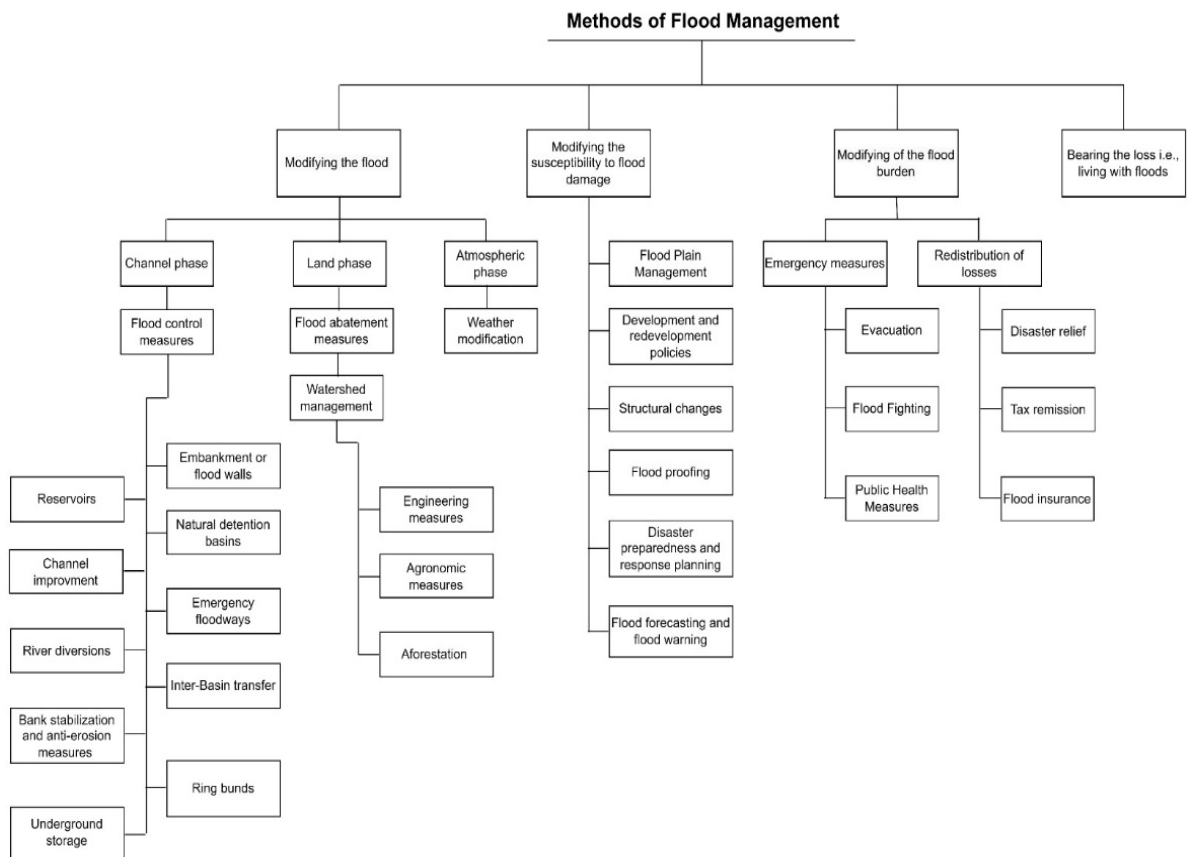 Methods of Flood Management
Modifying the flood
Modifying the
susceptibility to flood
damage
Modifying of the flood
burden
Bearing the loss i.e.,
living with floods
Channel phase
Land phase
Atmospheric
phase
Flood control
measures
Flood abatement
measures
Weather
modification
Watershed
management
Reservoirs
Embankment or
flood walls
Natural detention
basins
Channel
improvment
Emergency
floodways
River diversions
Inter-Basin transfer
Bank stabilization
and anti-erosion
measures
Ring bunds
Underground
storage
Engineering
measures
Agronomic
measures
Aforestation
Flood Plain
Management
Development and
redevelopment
policies
Structural changes
Flood proofing
Disaster
preparedness and
response planning
Flood forecasting and
flood warning
Emergency measures
Redistribution of
losses
Evacuation
Flood Fighting
Public Health
Measures
Disaster relief
Tax remission
Flood insurance